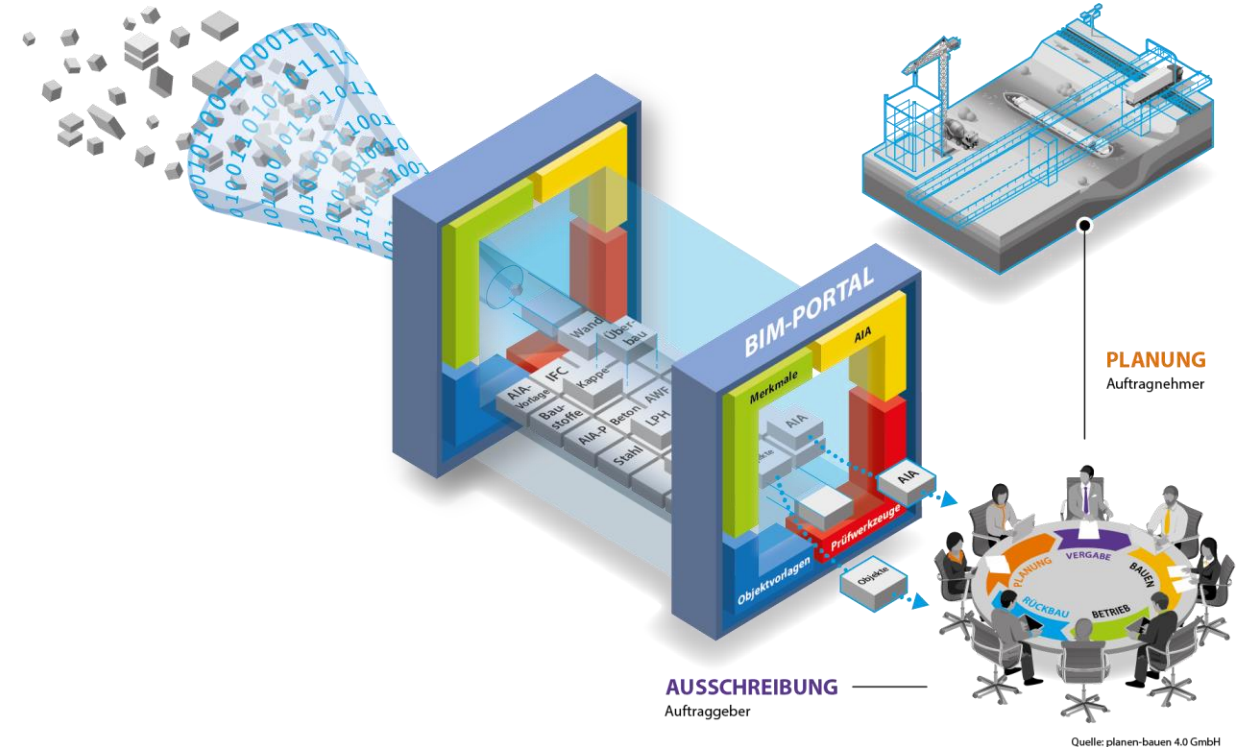 BIM-PORTAL
Merkmale
AIA
Objektvorlagen
Prüfwerkzeuge
Wand
Über-
bau
IFC
Kappe
AIA-
Vorlage
Bau-
stoffe
Beton
AWF
AIA-P
LPH
Stahl
AIA
AIA
Objekte
PLANUNG
Auftragnehmer
PLANUNG
VERGABE
BAUEN
BETRIEB
RÜCKBAU
AUSSCHREIBUNG
Auftraggeber
Quelle: planen-bauen 4.0 GmbH